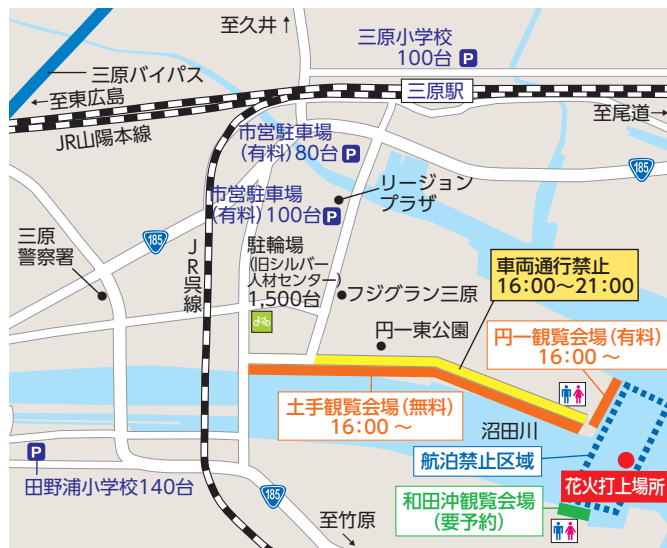 至久井↑
三原小学校
100台 P
三原バイパス
←至東広島
三原駅
JR山陽本線
至尾道→
市営駐車場
(有料)80台 P
185
リージョン
プラザ
市営駐車場
(有料)100台 P
185
三原
警察署
JR呉線
駐輪場
(旧シルバー
人材センター)
1,500台
車両通行禁止
16:00〜21:00
フジグラン三原
円一東公園
円一観覧会場(有料)
16:00〜
土手観覧会場(無料)
16:00〜
沼田川
P
田野浦小学校140台
航泊禁止区域
花火打上場所
185
和田沖観覧会場
(要予約)
至竹原
↘